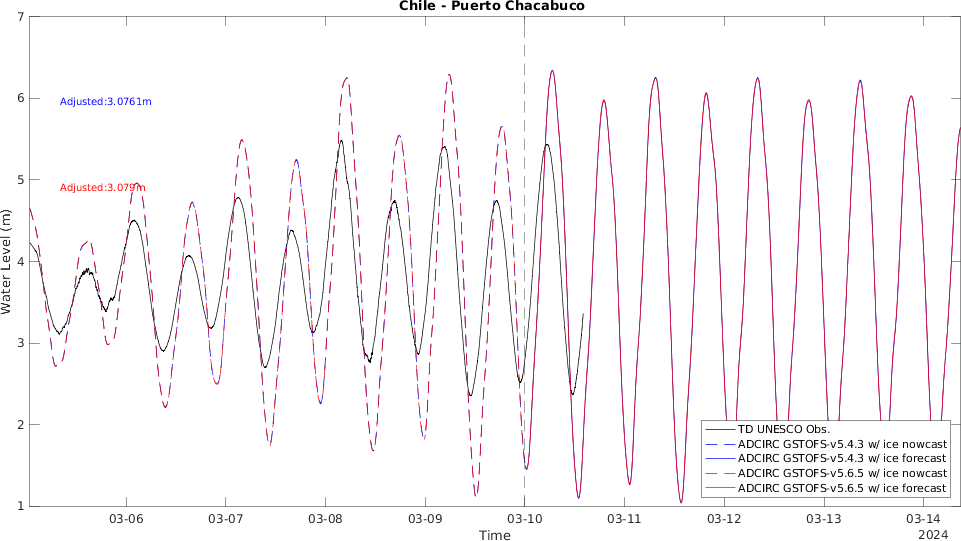 Chile - Puerto Chacabuco
7
6
5
4
3
2
1
Water Level (m)
Adjusted:3.0761m
Adjusted:3.079m
TD UNESCO Obs.
ADCIRC GSTOFS-v5.4.3 w/ ice nowcast
ADCIRC GSTOFS-v5.4.3 w/ ice forecast
ADCIRC GSTOFS-v5.6.5 w/ ice nowcast
ADCIRC GSTOFS-v5.6.5 w/ ice forecast
03-06 03-07 03-08 03-09 03-10 03-11 03-12 03-13 03-14
Time
2024